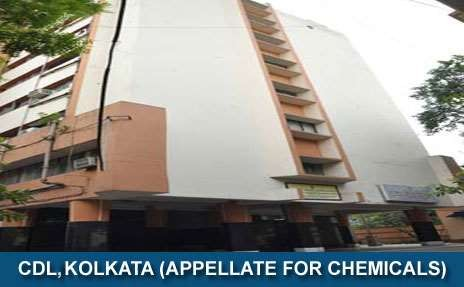 CDL, KOLKATA (APPELLATE FOR CHEMICALS)